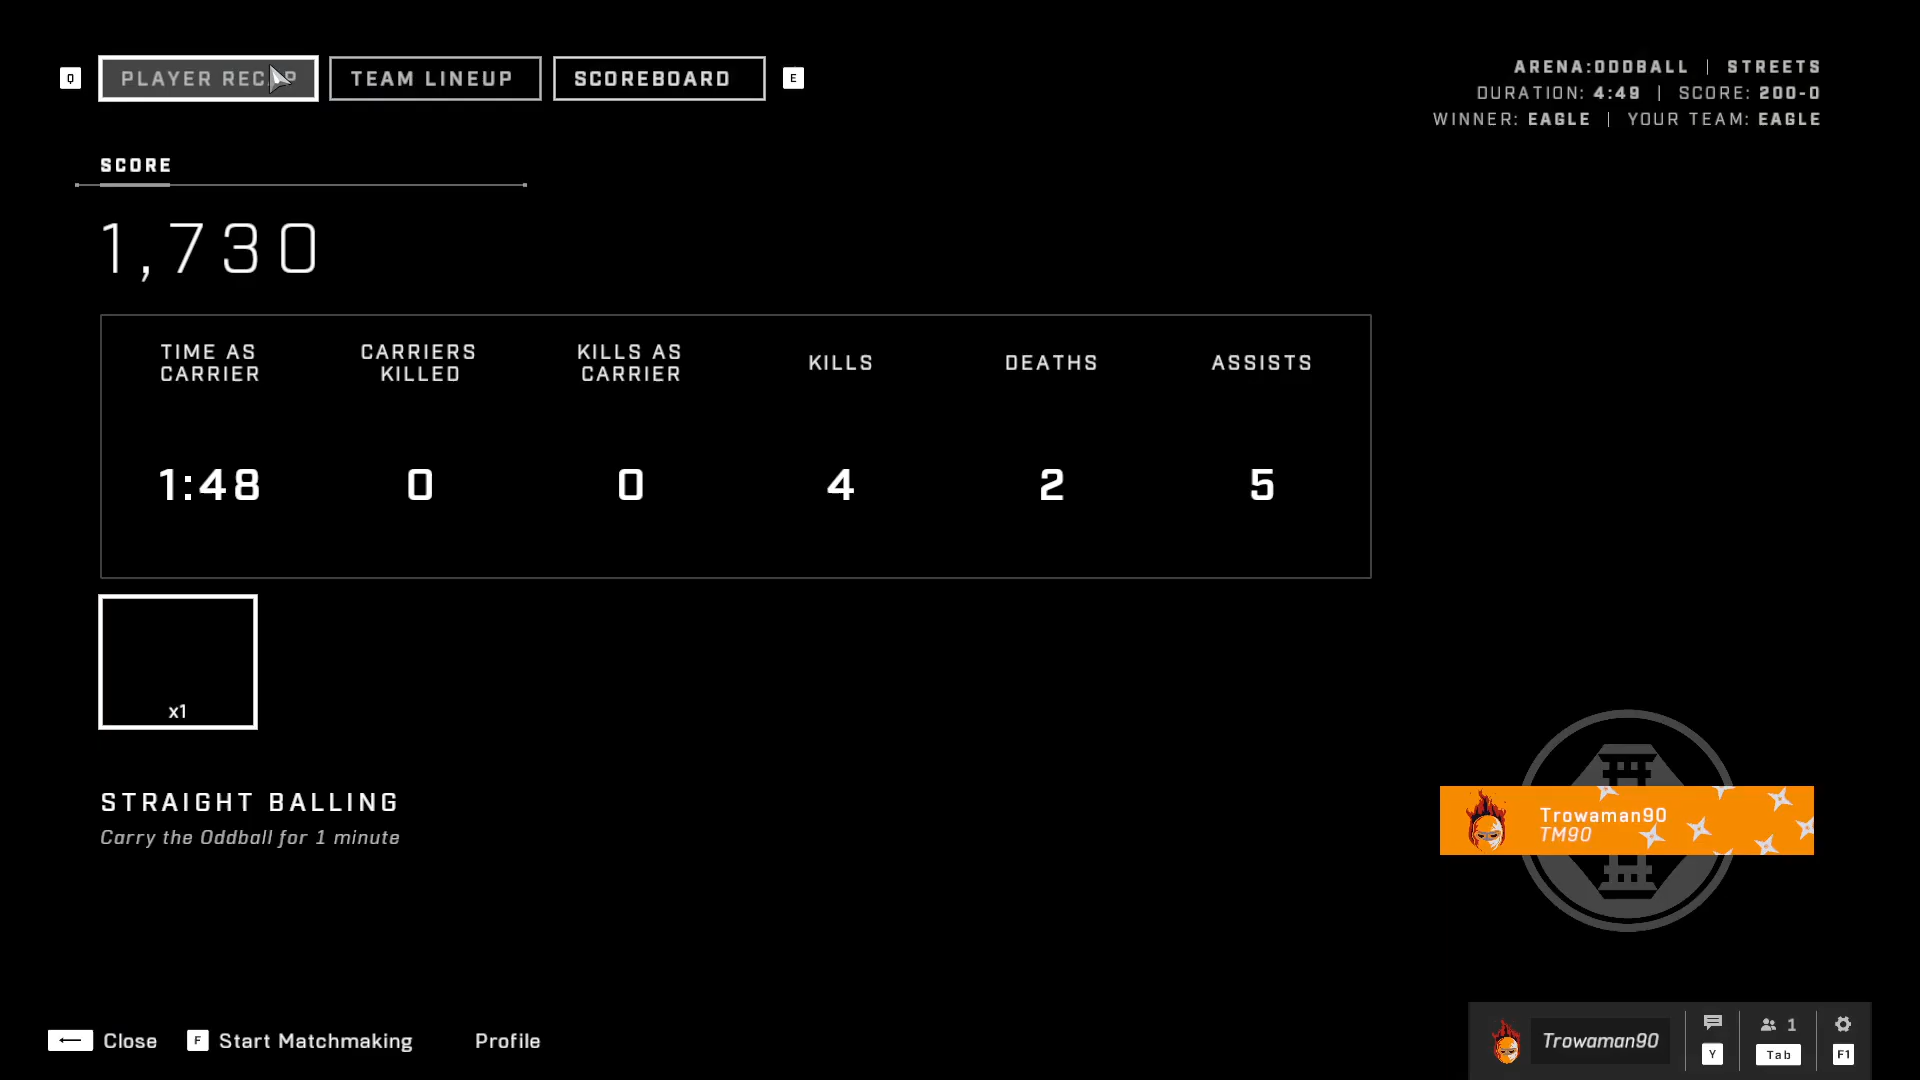 Q PLAYER RECAP TEAM LINEUP SCOREBOARD E
ARENA:ODDBALL | STREETS
DURATION: 4:49 | SCORE: 200-0
WINNER: EAGLE | YOUR TEAM: EAGLE
SCORE
1,730
TIME AS CARRIER
CARRIERS KILLED
KILLS AS CARRIER
KILLS
DEATHS
ASSISTS
1:48 0 0 4 2 5
x1
STRAIGHT BALLING
Carry the Oddball for 1 minute
Trowaman90
TM90
Close F Start Matchmaking Profile
Trowaman90 1
Y Tab F1